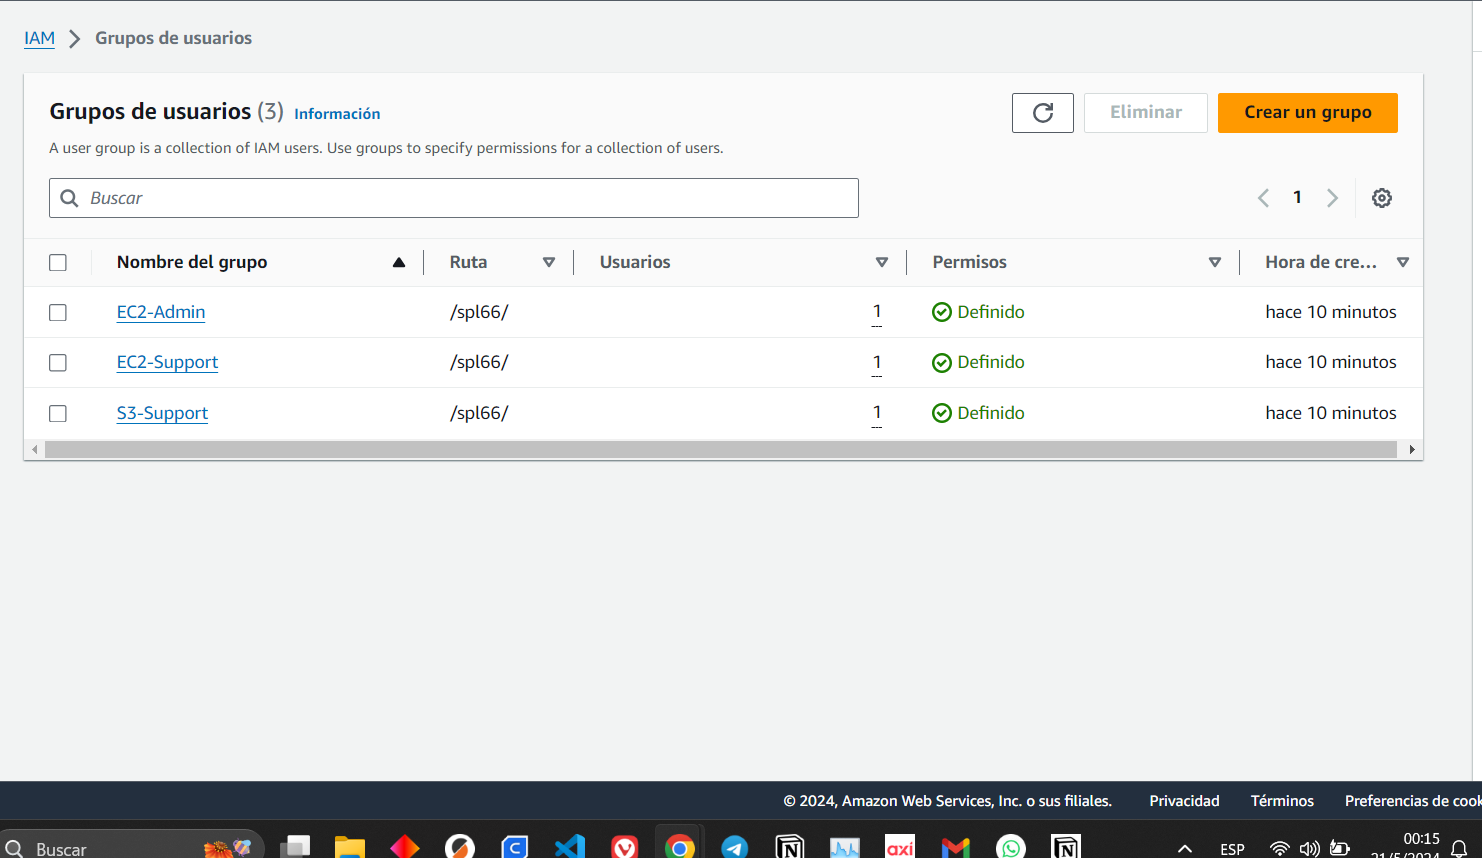 IAM > Grupos de usuarios
Grupos de usuarios (3) Información
Eliminar
Crear un grupo
A user group is a collection of IAM users. Use groups to specify permissions for a collection of users.
Buscar
1
Nombre del grupo Ruta Usuarios Permisos Hora de cre...
EC2-Admin /spl66/ 1 Definido hace 10 minutos
EC2-Support /spl66/ 1 Definido hace 10 minutos
S3-Support /spl66/ 1 Definido hace 10 minutos
© 2024, Amazon Web Services, Inc. o sus filiales. Privacidad Términos Preferencias de cook
Buscar
axi
ESP
00:15
21/5/2024